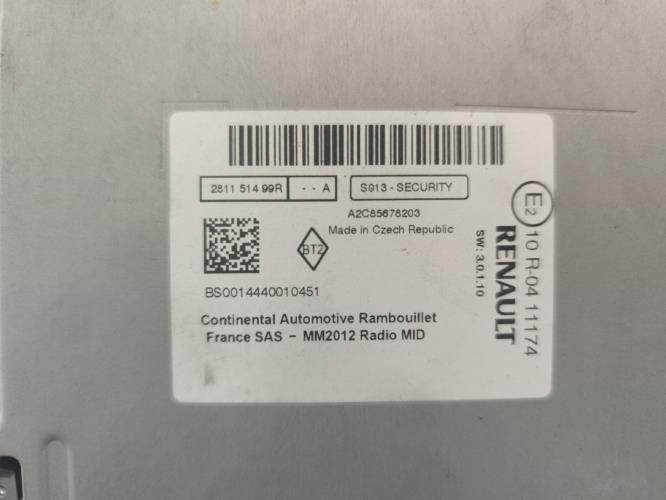 2811 514 99R - - A S013 - SECURITY
A2C85678203
Made in Czech Republic
BT2
BS0014440010451
Continental Automotive Rambouillet
France SAS - MM2012 Radio MID
E2 10 R-04 11174
RENAULT
SW: 3.0.1.10